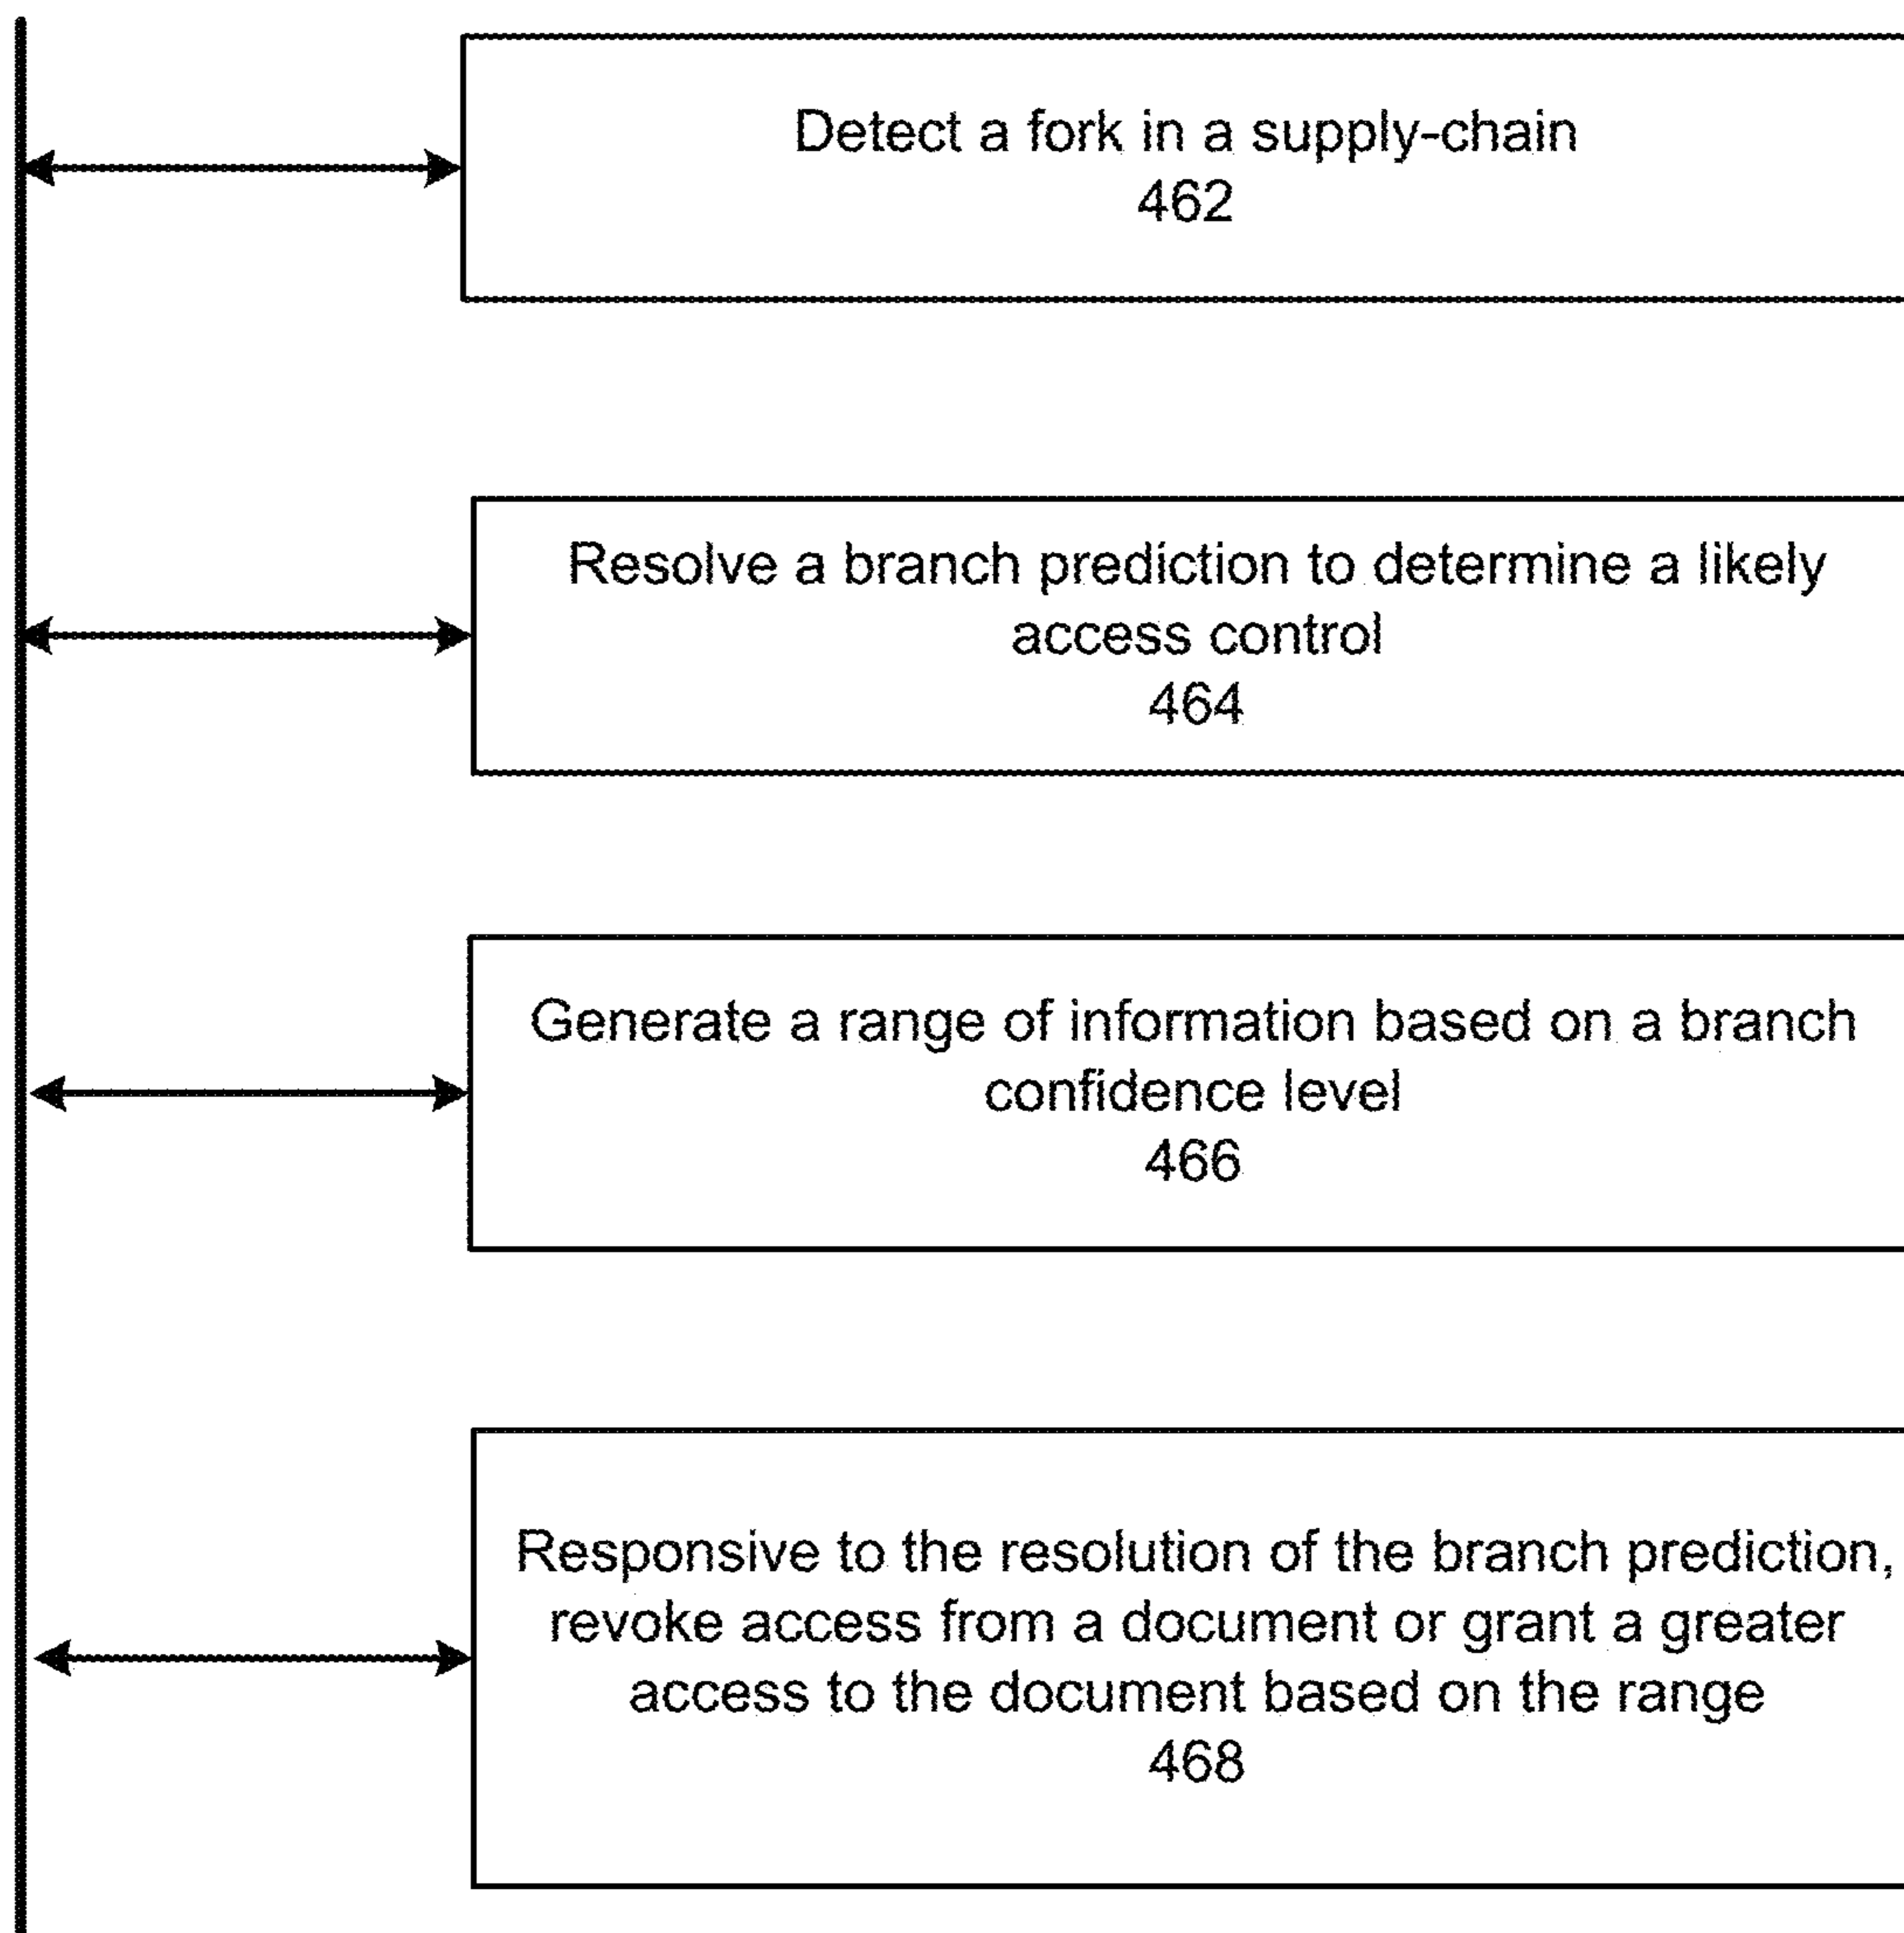 Detect a fork in a supply-chain
462
Resolve a branch prediction to determine a likely
access control
464
Generate a range of information based on a branch
confidence level
466
Responsive to the resolution of the branch prediction,
revoke access from a document or grant a greater
access to the document based on the range
468